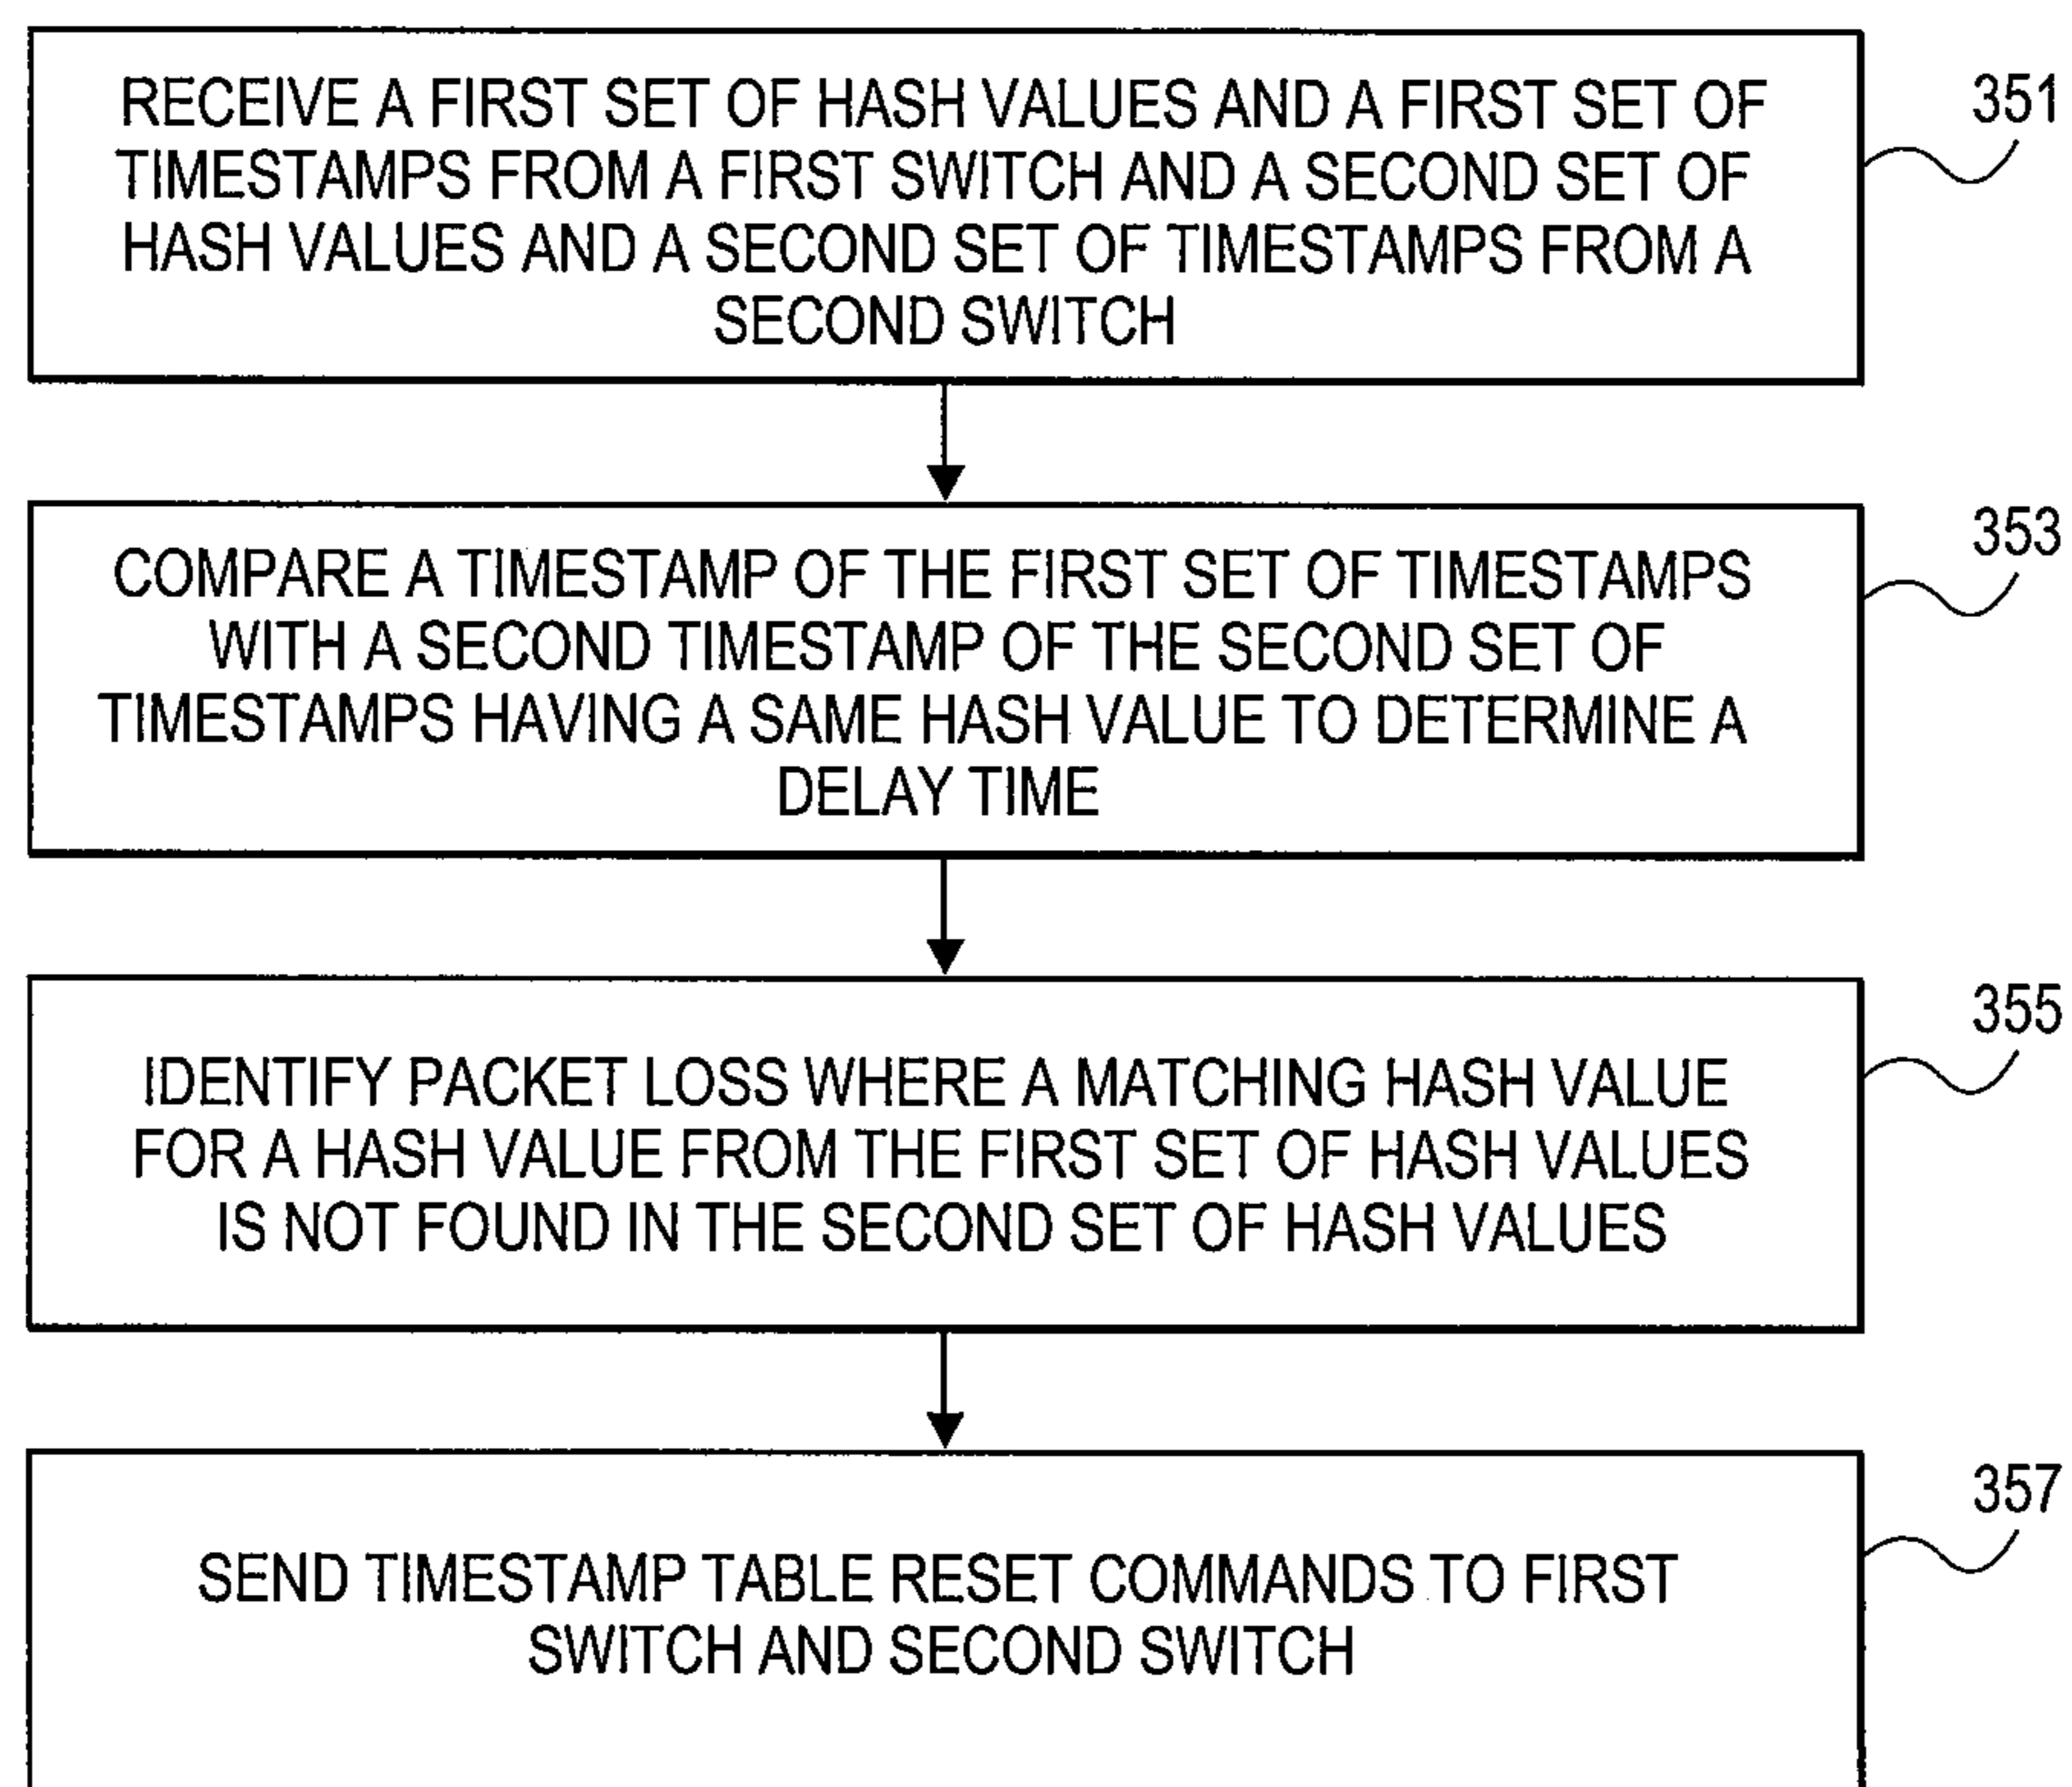 RECEIVE A FIRST SET OF HASH VALUES AND A FIRST SET OF
TIMESTAMPS FROM A FIRST SWITCH AND A SECOND SET OF
HASH VALUES AND A SECOND SET OF TIMESTAMPS FROM A
SECOND SWITCH
351
COMPARE A TIMESTAMP OF THE FIRST SET OF TIMESTAMPS
WITH A SECOND TIMESTAMP OF THE SECOND SET OF
TIMESTAMPS HAVING A SAME HASH VALUE TO DETERMINE A
DELAY TIME
353
IDENTIFY PACKET LOSS WHERE A MATCHING HASH VALUE
FOR A HASH VALUE FROM THE FIRST SET OF HASH VALUES
IS NOT FOUND IN THE SECOND SET OF HASH VALUES
355
SEND TIMESTAMP TABLE RESET COMMANDS TO FIRST
SWITCH AND SECOND SWITCH
357